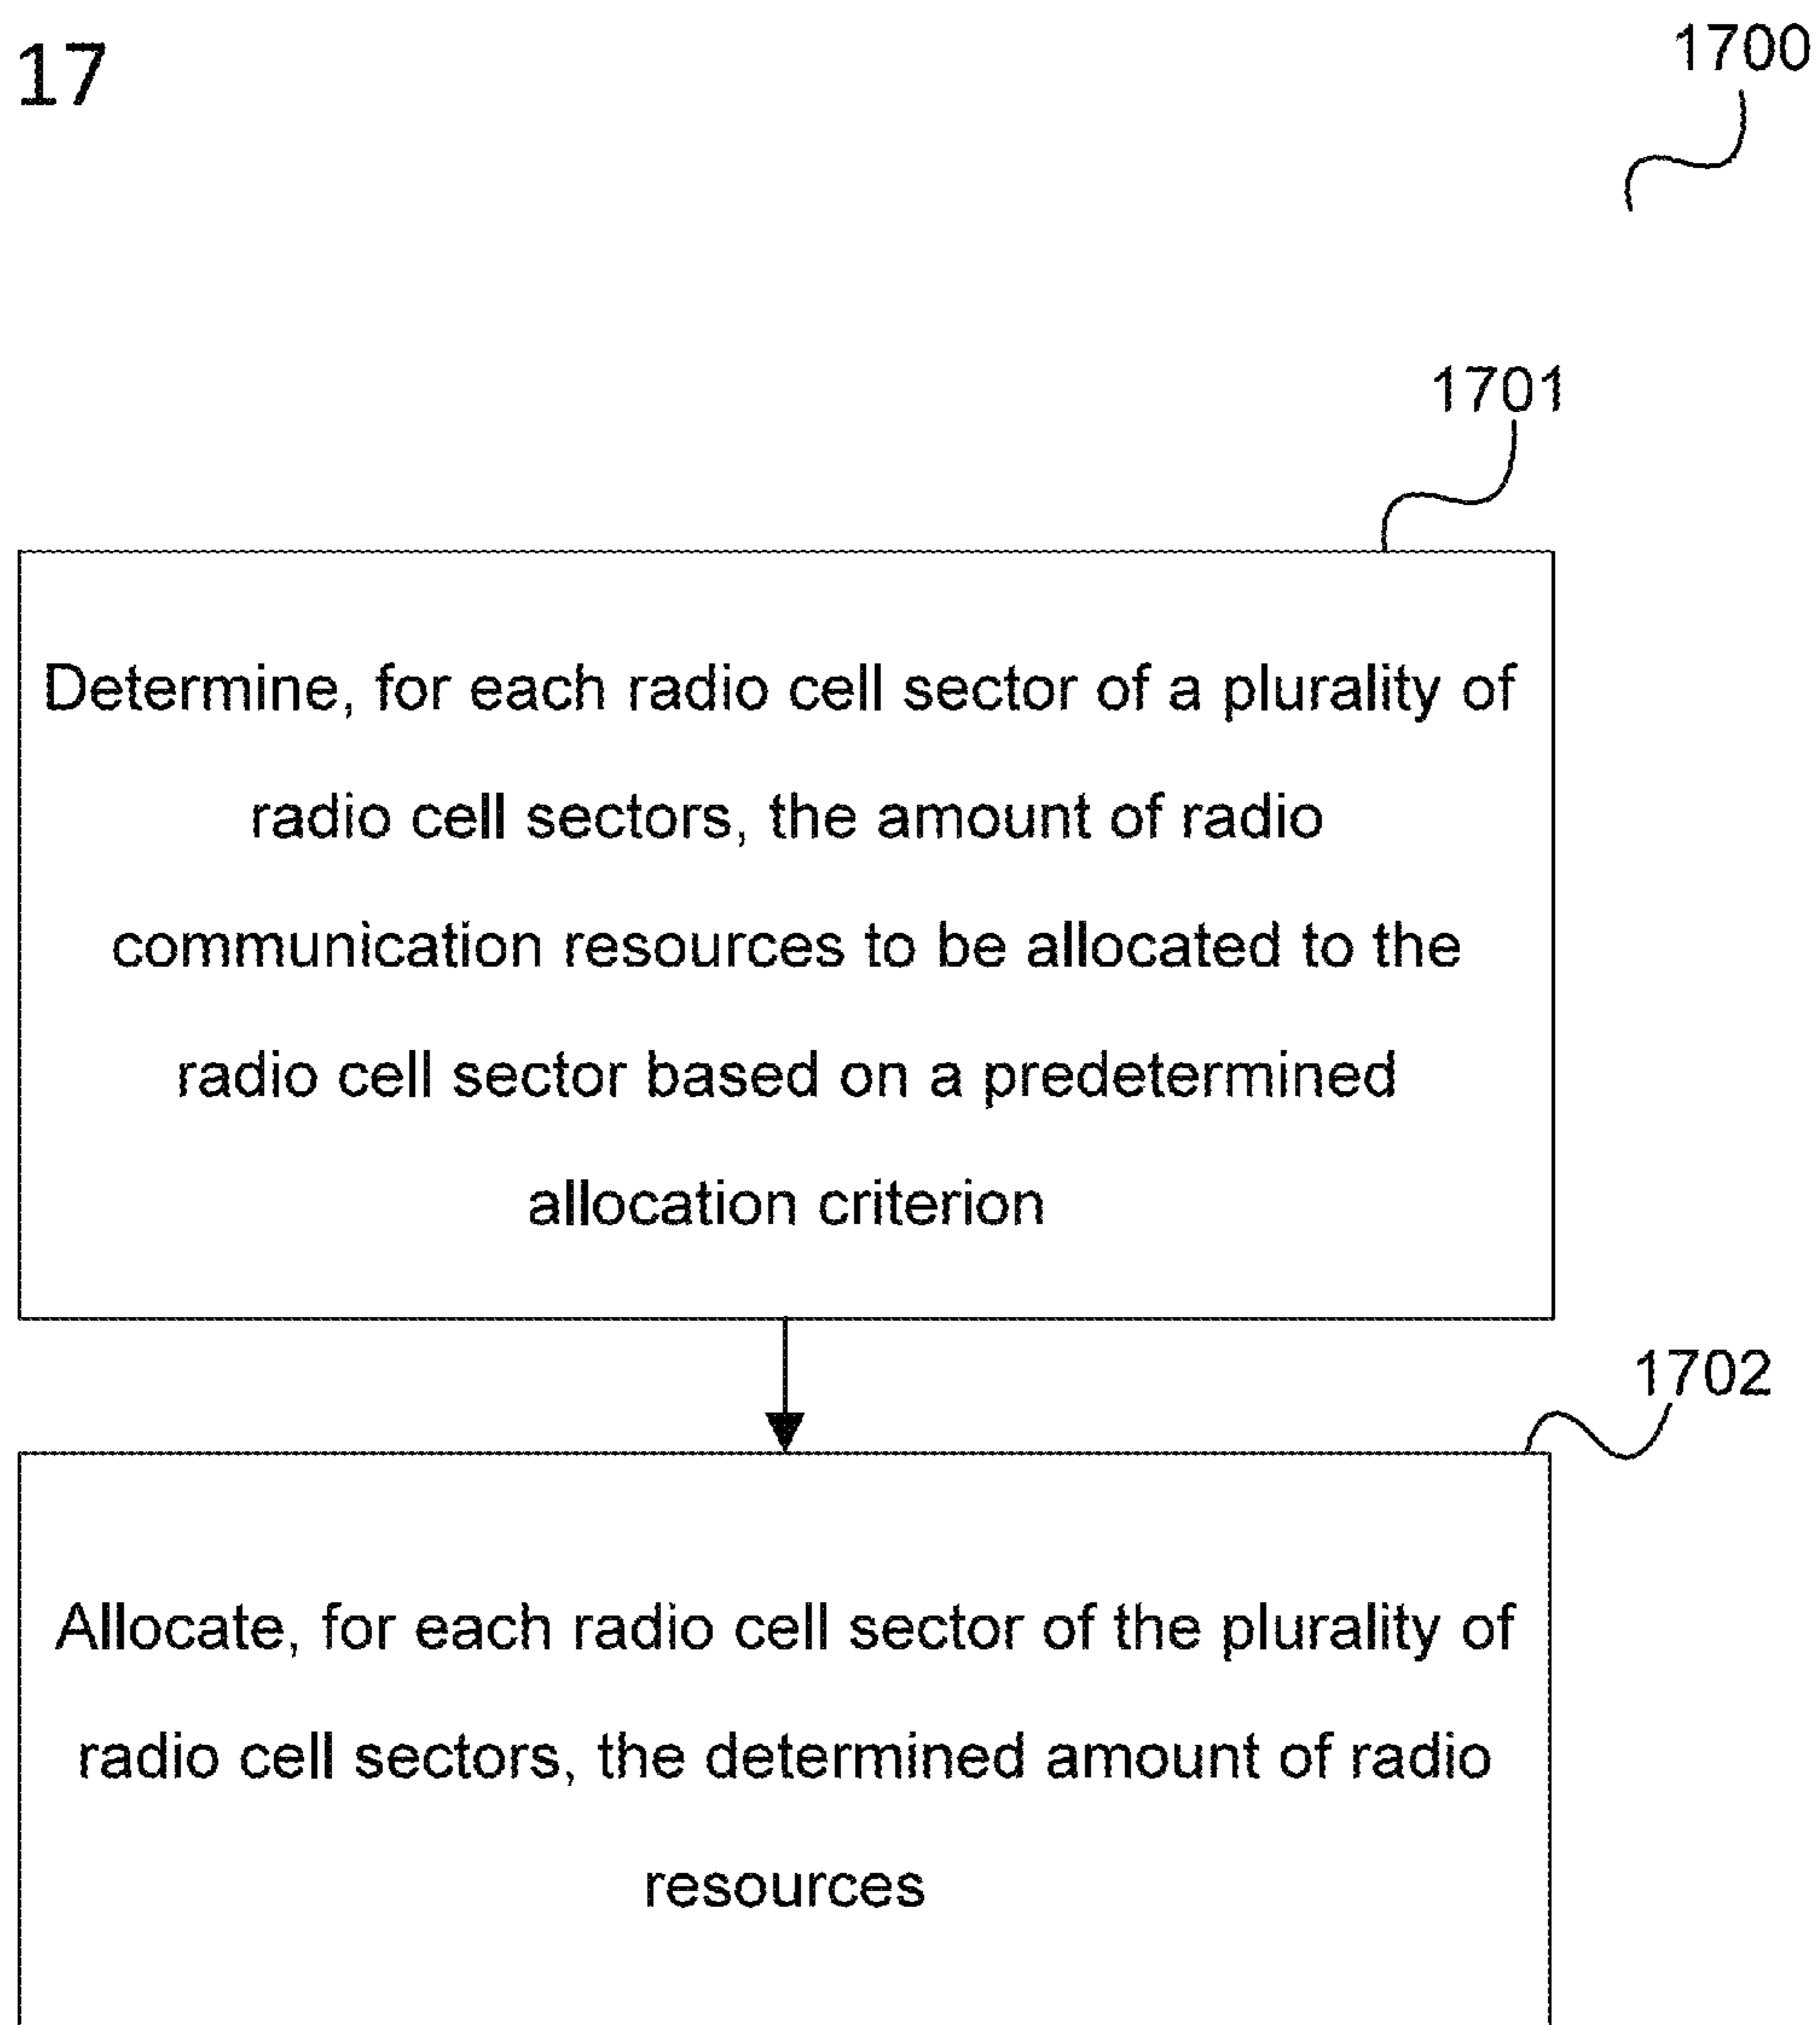 17
1700
1701
Determine, for each radio cell sector of a plurality of
radio cell sectors, the amount of radio
communication resources to be allocated to the
radio cell sector based on a predetermined
allocation criterion
1702
Allocate, for each radio cell sector of the plurality of
radio cell sectors, the determined amount of radio
resources